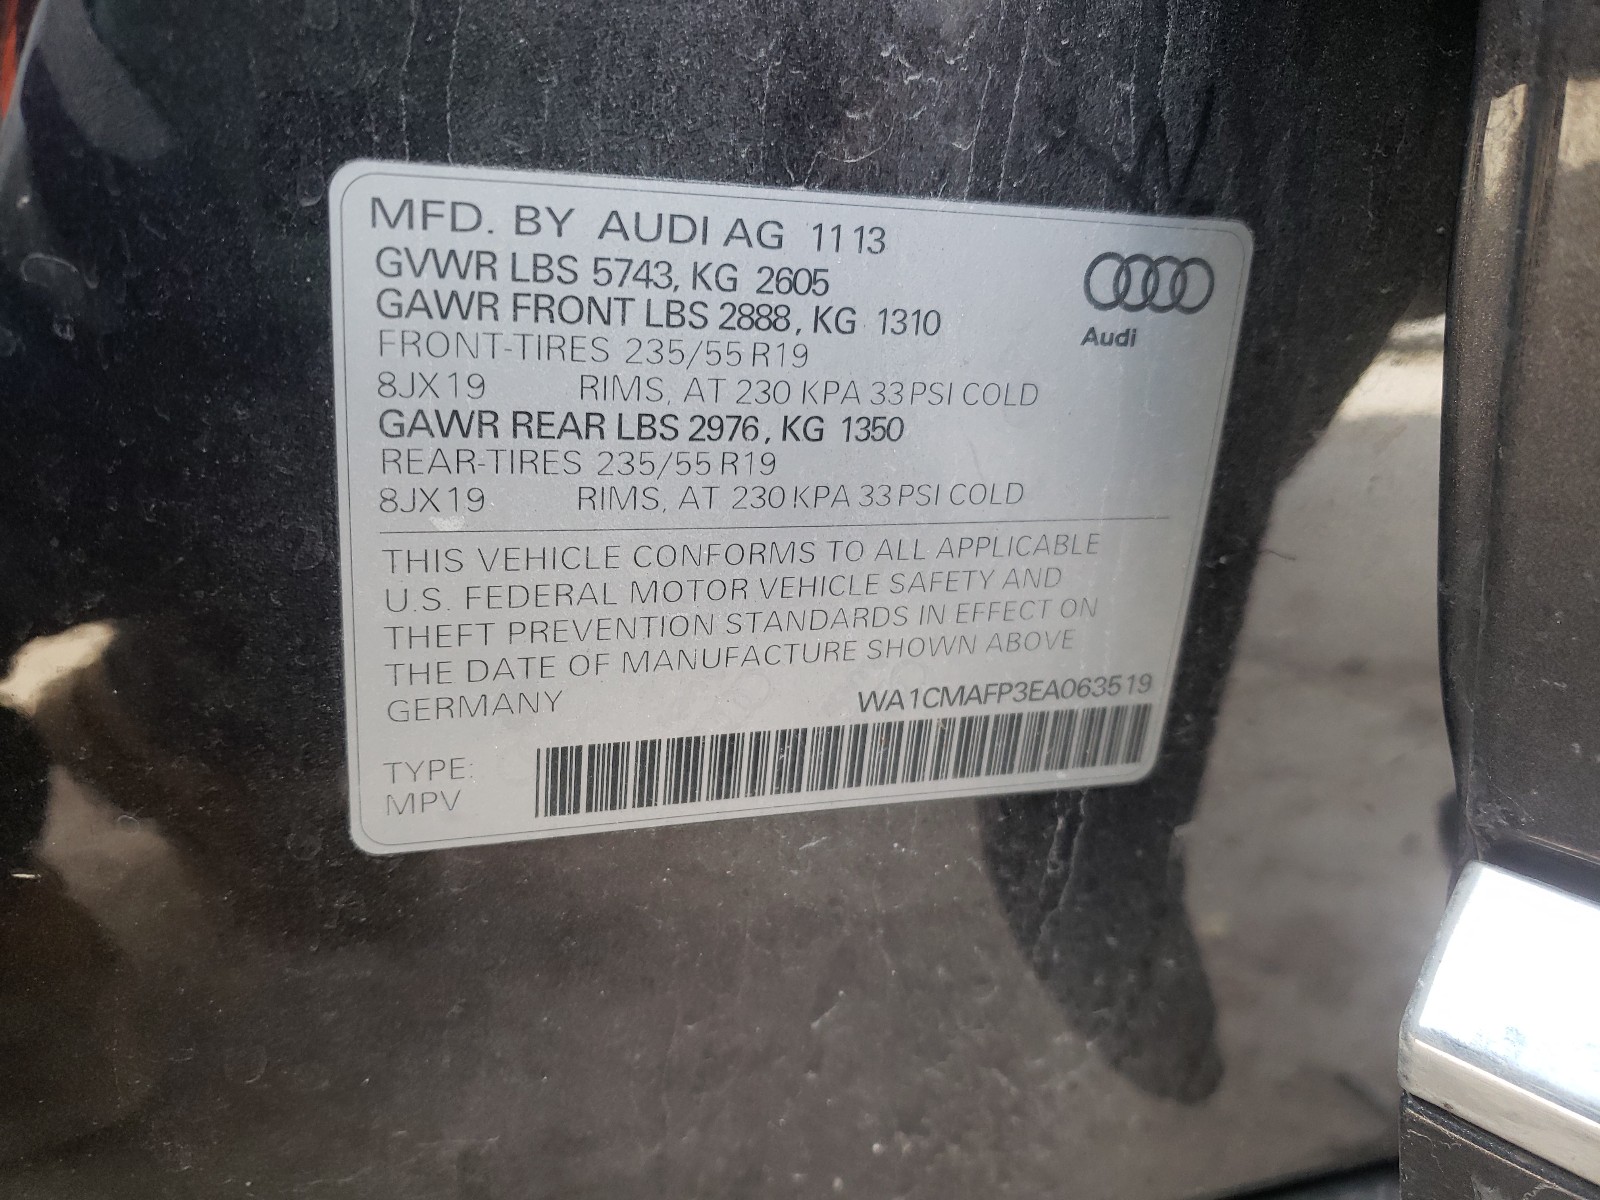 MFD. BY AUDI AG 11 13
GVWR LBS 5743, KG 2605
GAWR FRONT LBS 2888, KG 1310
FRONT-TIRES 235/55 R19
8JX19 RIMS, AT 230 KPA 33 PSI COLD
GAWR REAR LBS 2976, KG 1350
REAR-TIRES 235/55 R19
8JX19 RIMS, AT 230 KPA 33 PSI COLD
Audi
THIS VEHICLE CONFORMS TO ALL APPLICABLE
U.S. FEDERAL MOTOR VEHICLE SAFETY AND
THEFT PREVENTION STANDARDS IN EFFECT ON
THE DATE OF MANUFACTURE SHOWN ABOVE
GERMANY WA1CMAFP3EA063519
TYPE:
MPV